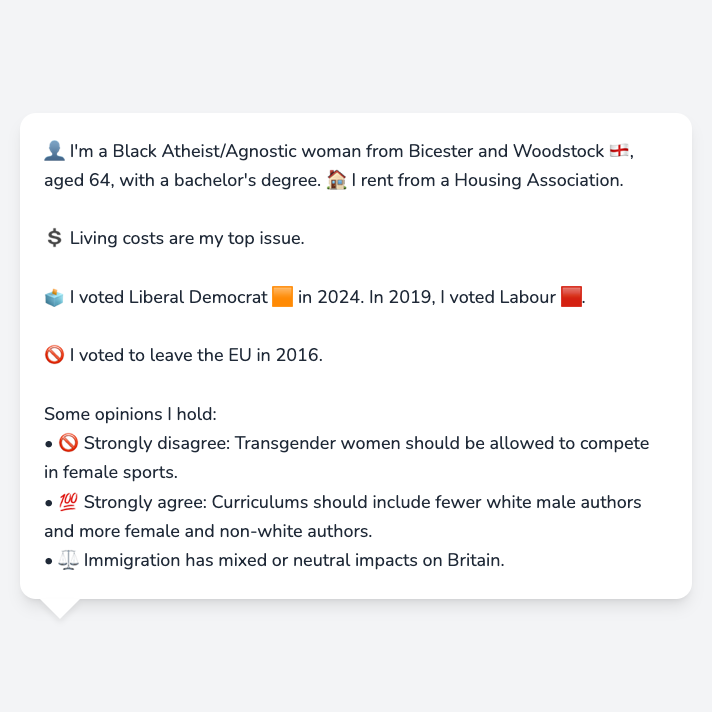 👤 I'm a Black Atheist/Agnostic woman from Bicester and Woodstock 🏴󠁧󠁢󠁥󠁮󠁧󠁿,
aged 64, with a bachelor's degree. 🏠 I rent from a Housing Association.
💲 Living costs are my top issue.
🗳️ I voted Liberal Democrat 🟧 in 2024. In 2019, I voted Labour 🟥.
🚫 I voted to leave the EU in 2016.
Some opinions I hold:
• 🚫 Strongly disagree: Transgender women should be allowed to compete
in female sports.
• 💯 Strongly agree: Curriculums should include fewer white male authors
and more female and non-white authors.
• ⚖️ Immigration has mixed or neutral impacts on Britain.